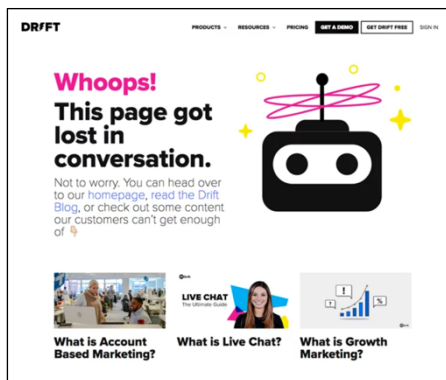 DRIFT
PRODUCTS RESOURCES PRICING GET A DEMO GET DRIFT FREE SIGN IN
Whoops!
This page got
lost in
conversation.
Not to worry. You can head over
to our homepage, read the Drift
Blog, or check out some content
our customers can't get enough
of 👇🏻
LIVE CHAT
The Ultimate Guide
! ? %
What is Account
Based Marketing?
What is Live Chat?
What is Growth
Marketing?